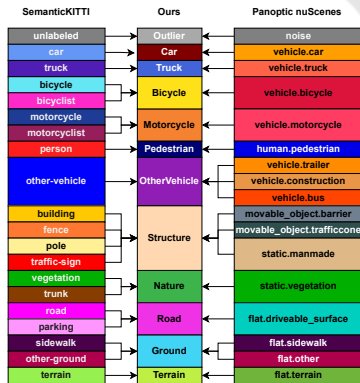 SemanticKITTI Ours Panoptic nuScenes
unlabeled Outlier noise
car Car vehicle.car
truck Truck vehicle.truck
bicycle
bicyclist
Bicycle vehicle.bicycle
motorcycle
motorcyclist
Motorcycle vehicle.motorcycle
person Pedestrian human.pedestrian
other-vehicle OtherVehicle
vehicle.trailer
vehicle.construction
vehicle.bus
building
fence
pole
traffic-sign
Structure
movable_object.barrier
movable_object.trafficcone
static.manmade
vegetation
trunk
Nature static.vegetation
road
parking
Road flat.driveable_surface
sidewalk
other-ground
Ground
flat.sidewalk
flat.other
terrain Terrain flat.terrain